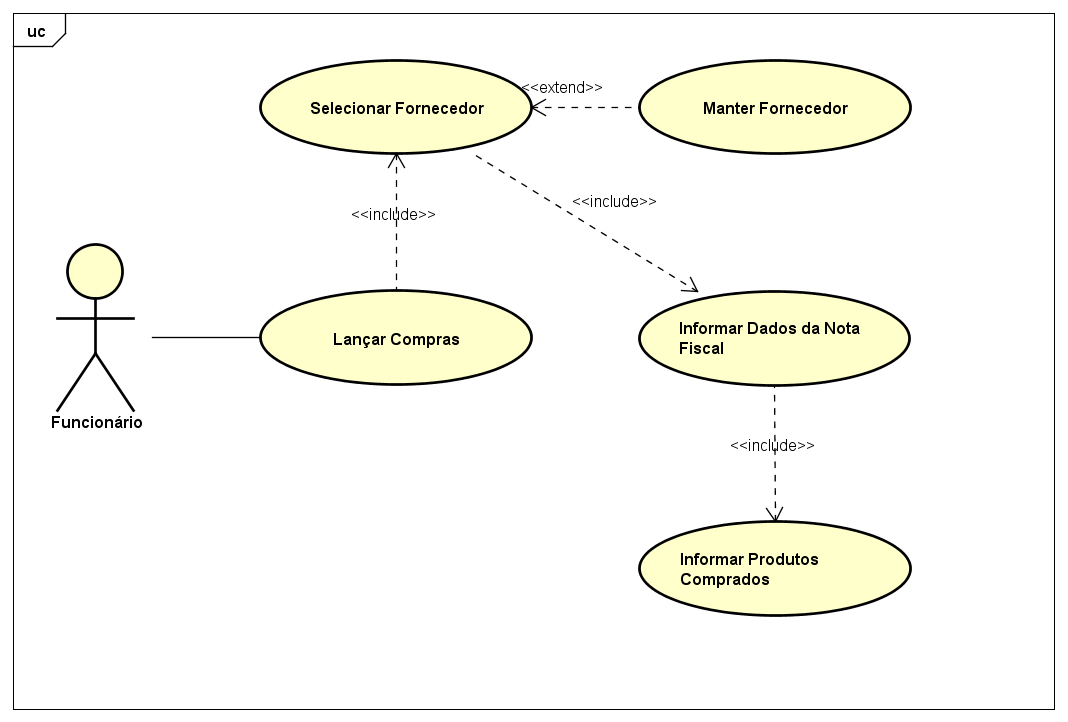 uc
<<extend>>
Selecionar Fornecedor
Manter Fornecedor
<<include>>
<<include>>
Lançar Compras
Informar Dados da Nota
Fiscal
Funcionário
<<include>>
Informar Produtos
Comprados